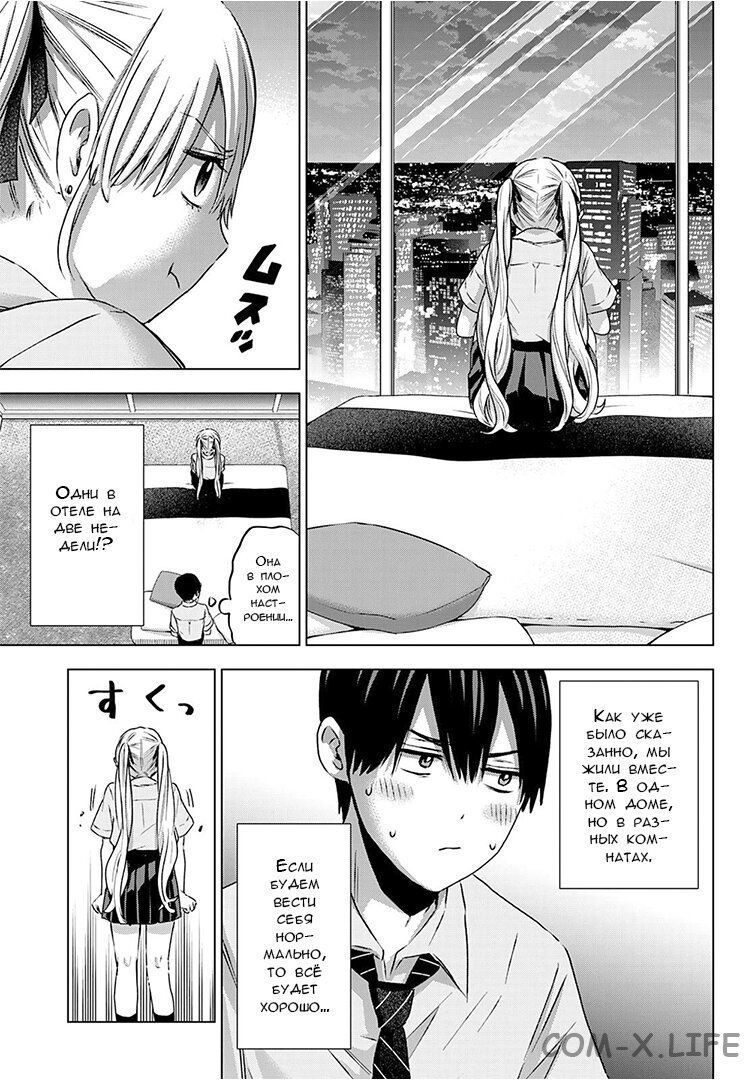 ムスッ
Одни в
отеле на
две не-
дели!?
Она
в пло-
хом
наст-
роении...
Как уже
было ска-
занно, мы
жили вмес-
те. В од-
ном доме,
но в раз-
ных ком-
натах.
Если
будем
вести
себя
нор-
мально,
то всё
будет
хорошо...
すくっ
COM-X.LIFE